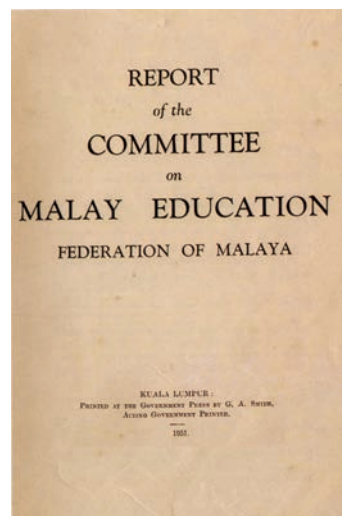 REPORT
of the
COMMITTEE
on
MALAY EDUCATION
FEDERATION OF MALAYA
KUALA LUMPUR :
PRINTED AT THE GOVERNMENT PRESS BY G. A. SMITH,
ACTING GOVERNMENT PRINTER.
1951.